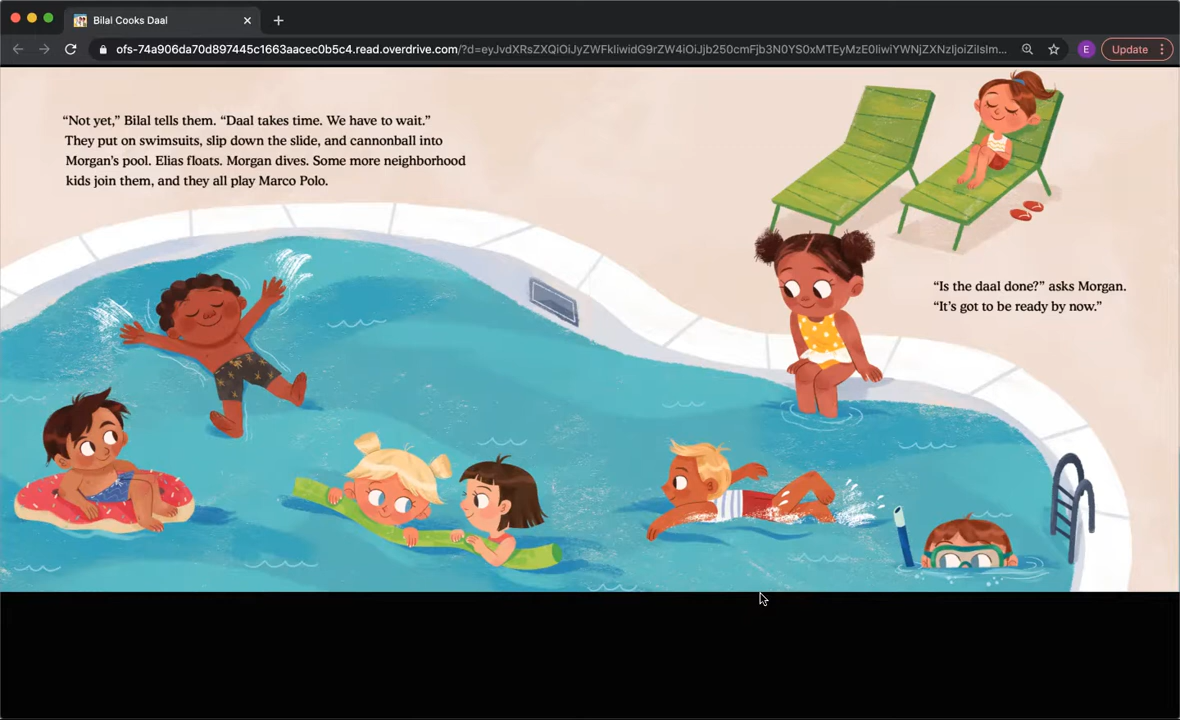 Bilal Cooks Daal
ofs-74a906da70d897445c1663aacec0b5c4.read.overdrive.com/?d=eyJvdXRsZXQiOiJyZWFkIiwidG9rZW4iOiJjb250cmFjb3N0YS0xMTEyMzE0IiwiYWNjZXNzIjoiZiIsIm...
E
Update
“Not yet,” Bilal tells them. “Daal takes time. We have to wait.”
They put on swimsuits, slip down the slide, and cannonball into
Morgan’s pool. Elias floats. Morgan dives. Some more neighborhood
kids join them, and they all play Marco Polo.
“Is the daal done?” asks Morgan.
“It’s got to be ready by now.”